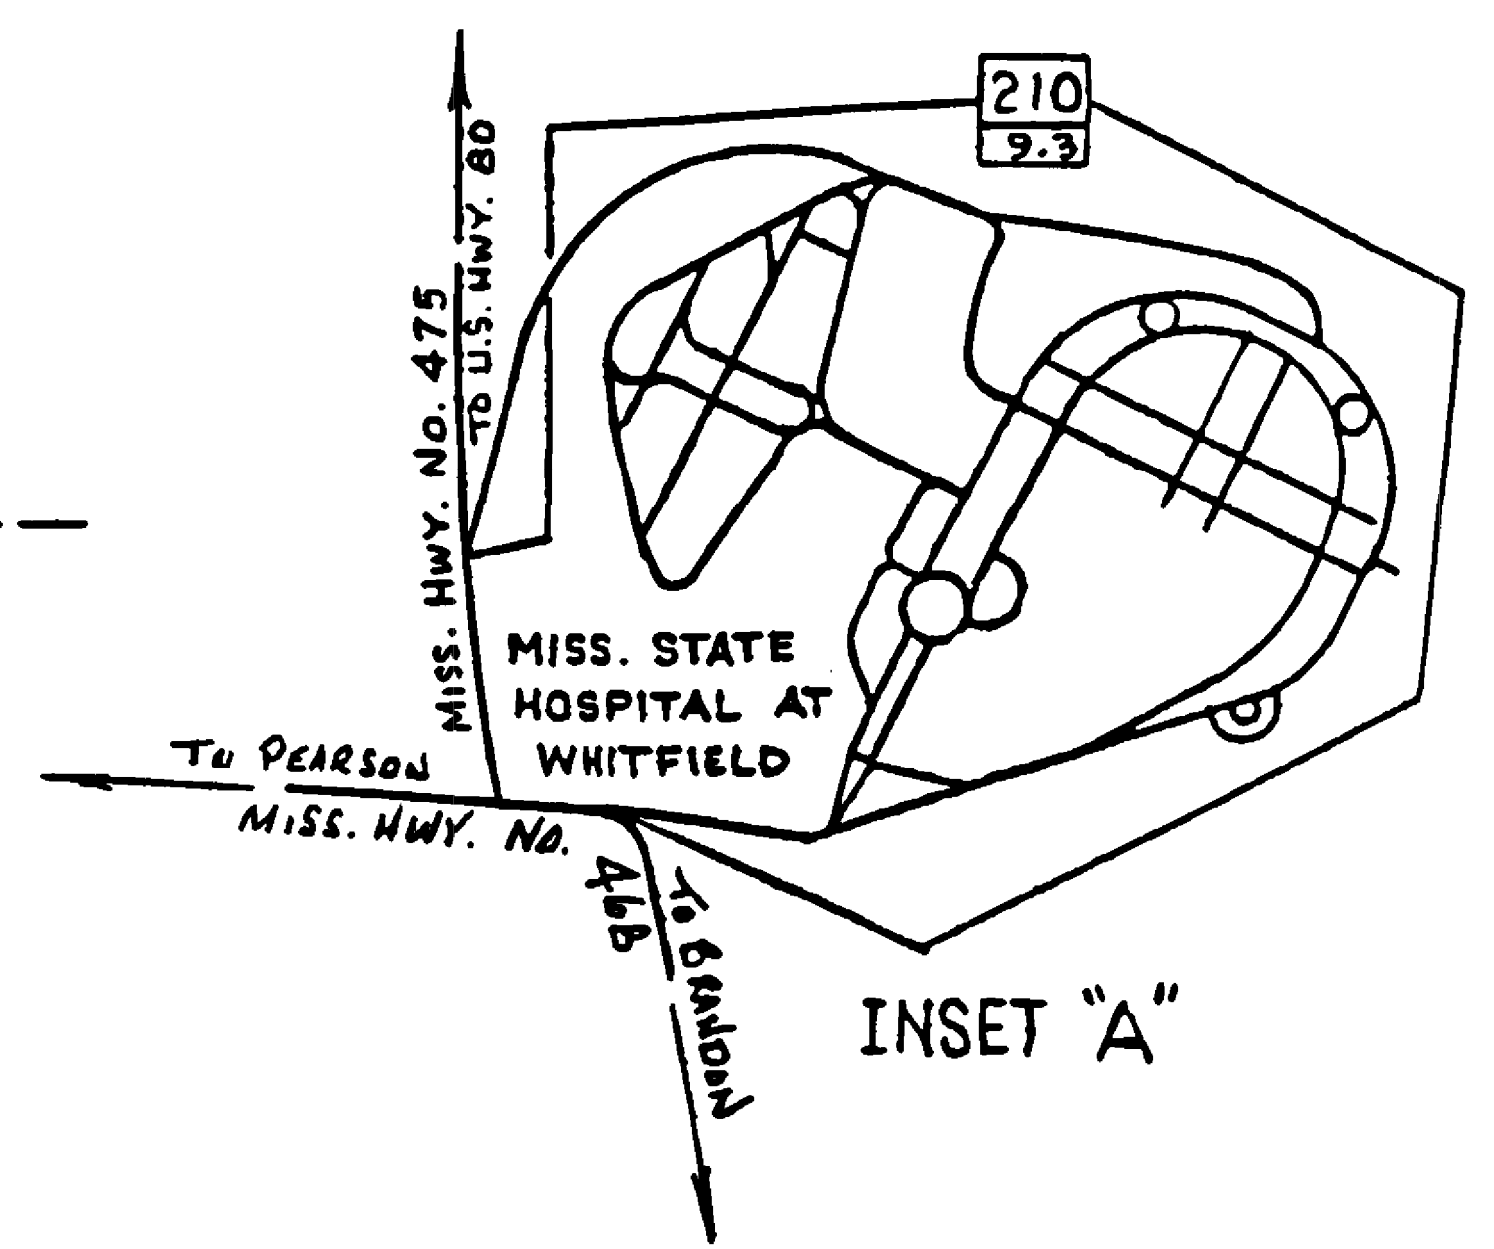 210
9.3
MISS. HWY. NO. 475
TO U.S. HWY. 80
MISS. STATE
HOSPITAL AT
WHITFIELD
TO PEARSON
MISS. HWY. NO.
468
TO BRANDON
INSET "A"